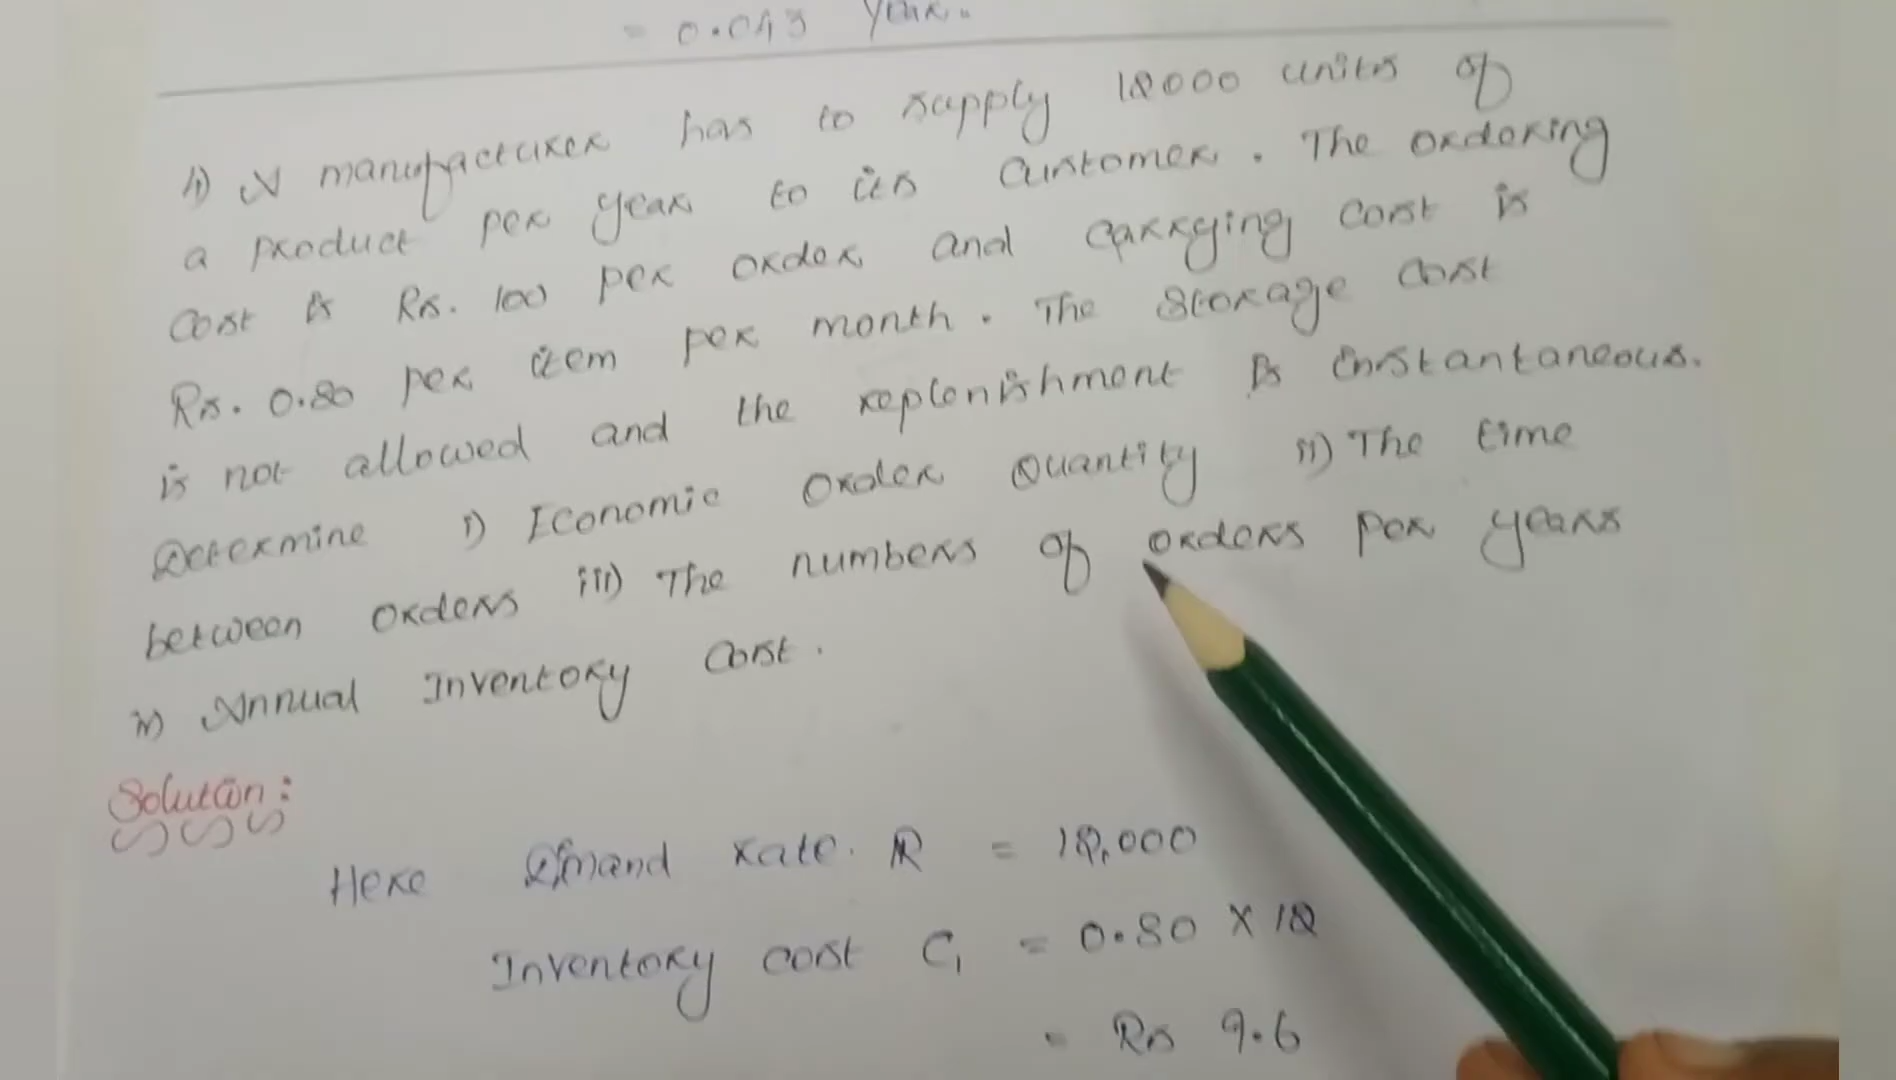 = 0.043 year.
4) A manufacturer has to supply 12000 units of
a product per year to its customer. The ordering
cost is Rs. 100 per order and carrying cost is
Rs. 0.80 per item per month. The storage cost
is not allowed and the replenishment is instantaneous.
Determine i) Economic Order Quantity ii) The time
between orders iii) The numbers of orders per years
iv) Annual Inventory Cost.
Solution:
Here Demand rate. R = 12,000
Inventory cost C₁ = 0.80 X 12
= Rs 9.6